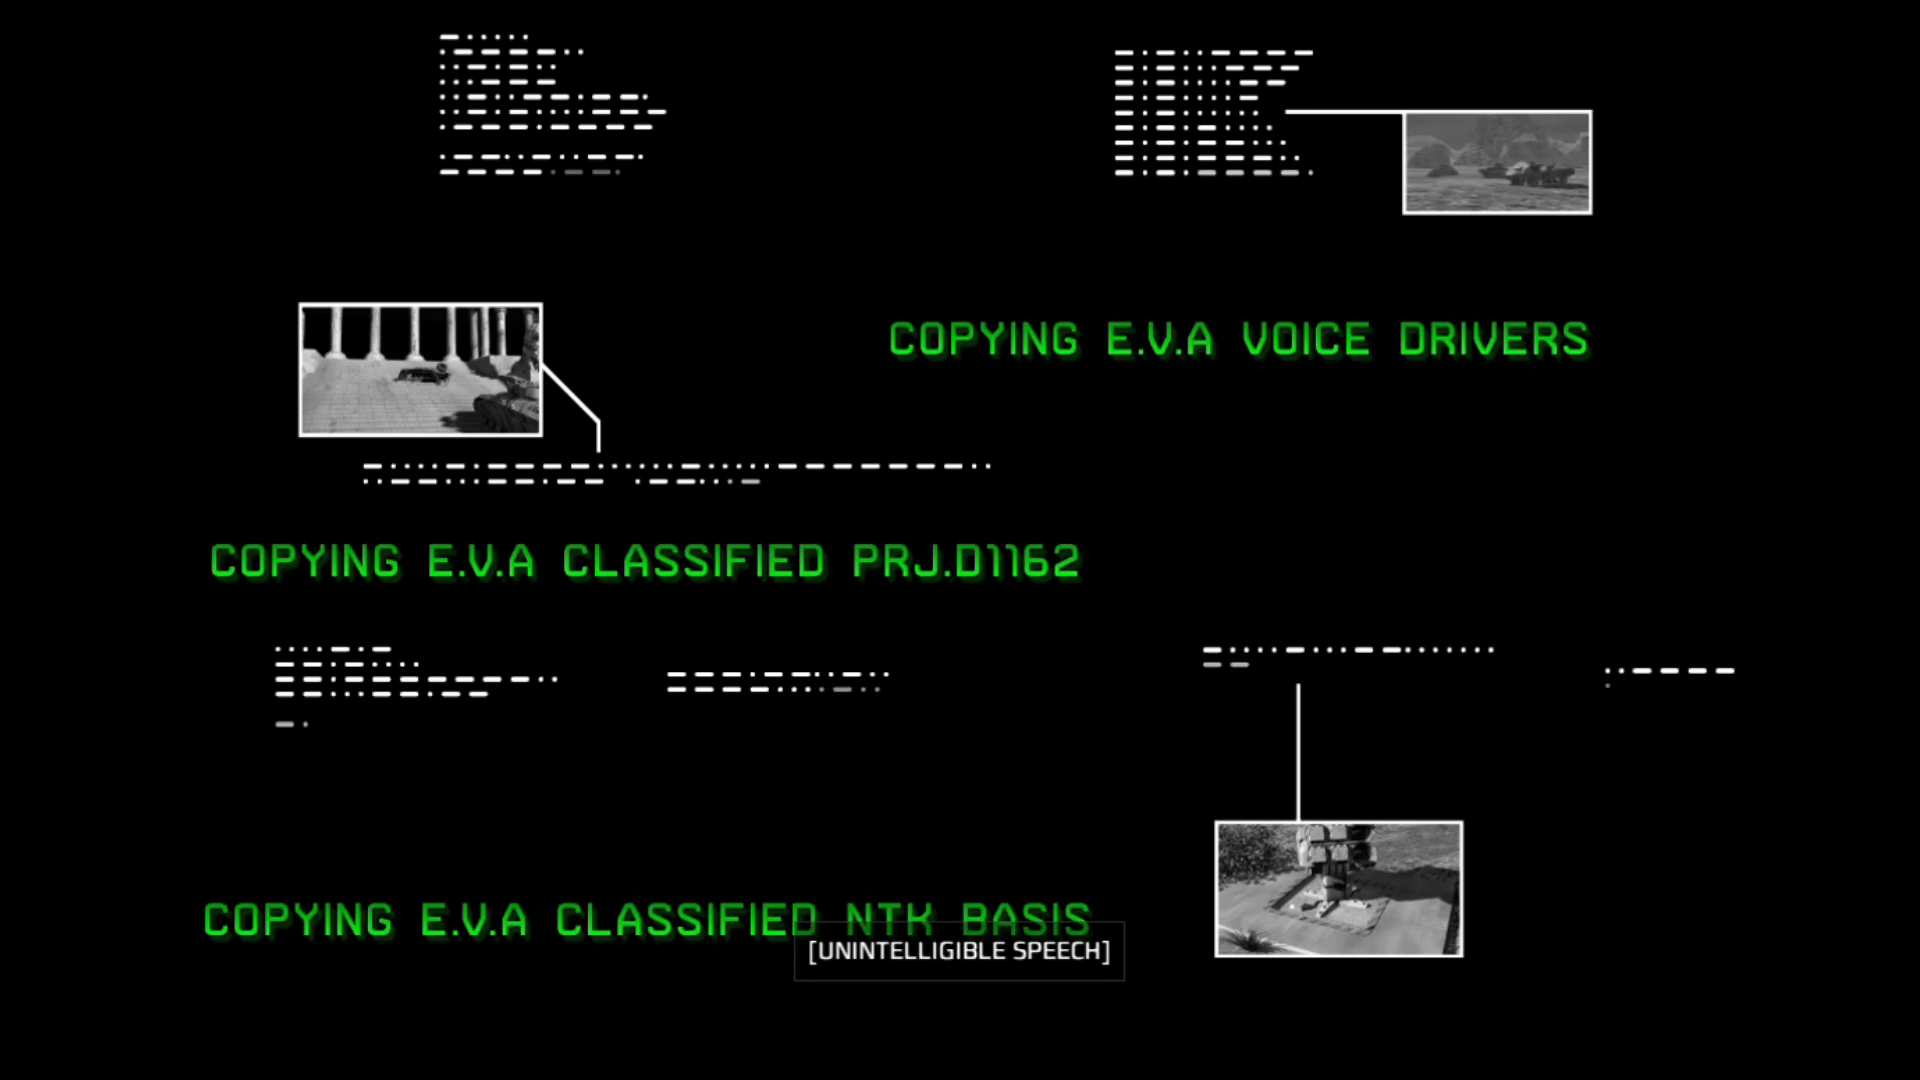 COPYING E.V.A VOICE DRIVERS
COPYING E.V.A CLASSIFIED PRJ.D1162
COPYING E.V.A CLASSIFIED NTK BASIS
[UNINTELLIGIBLE SPEECH]